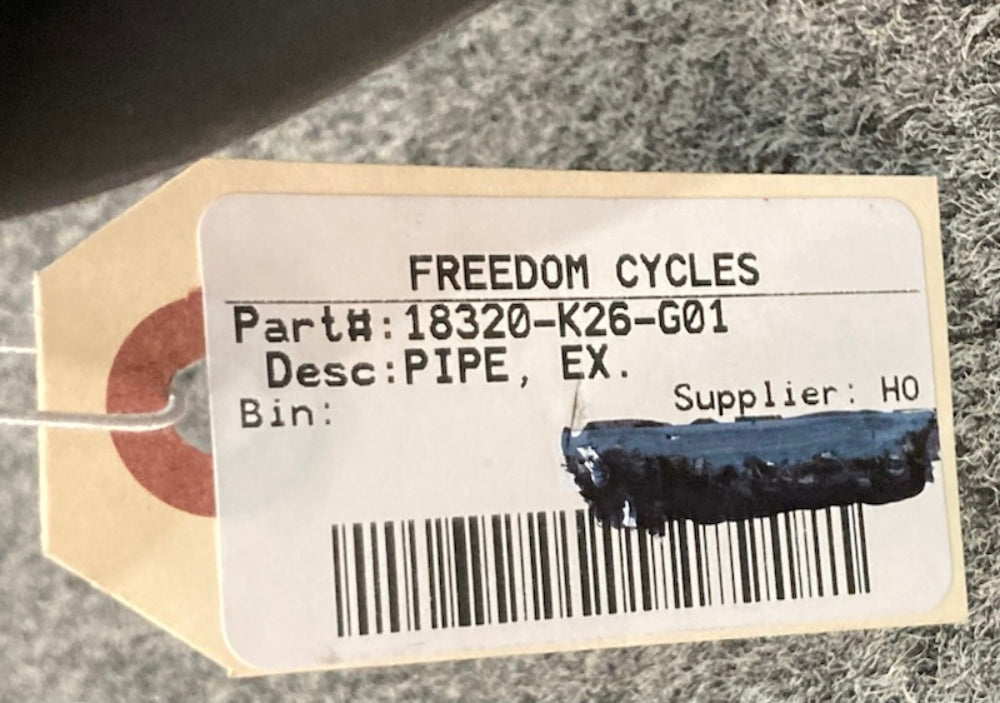 FREEDOM CYCLES
Part#:18320-K26-G01
Desc:PIPE, EX.
Supplier: HO
Bin: